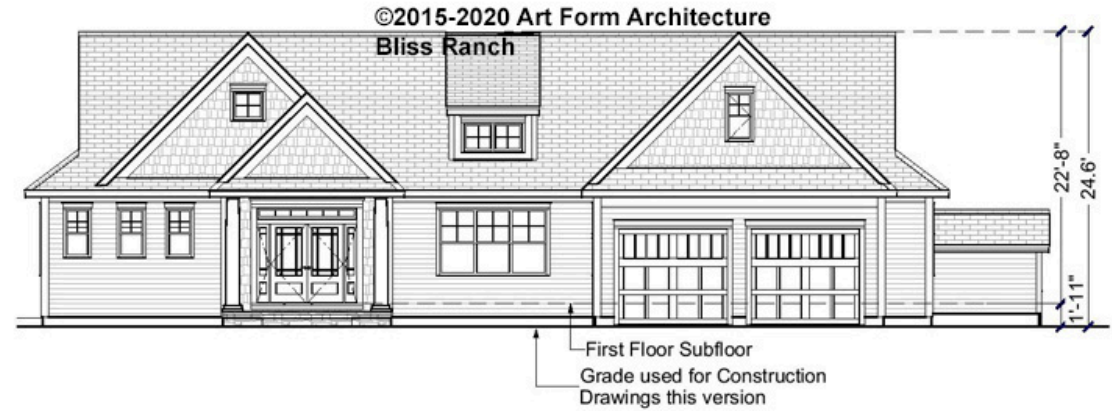 ©2015-2020 Art Form Architecture
Bliss Ranch
22'-8"
24.6'
1'-11"
First Floor Subfloor
Grade used for Construction
Drawings this version